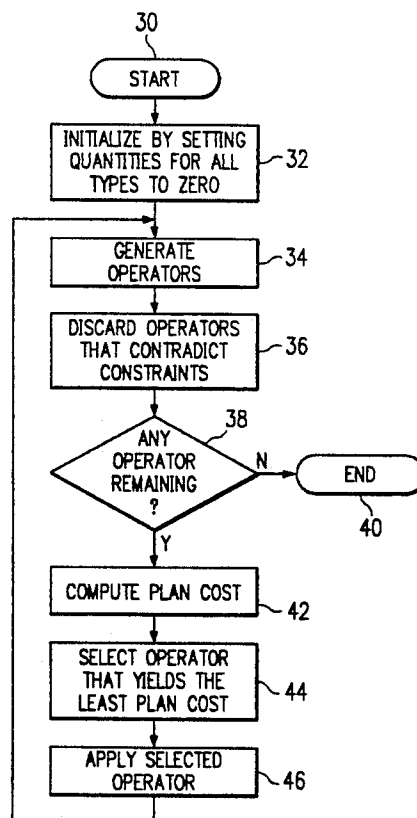 30
START
INITIALIZE BY SETTING
QUANTITIES FOR ALL
TYPES TO ZERO
32
GENERATE
OPERATORS
34
DISCARD OPERATORS
THAT CONTRADICT
CONSTRAINTS
36
38
ANY
OPERATOR
REMAINING
?
N
END
40
Y
COMPUTE PLAN COST
42
SELECT OPERATOR
THAT YIELDS THE
LEAST PLAN COST
44
APPLY SELECTED
OPERATOR
46